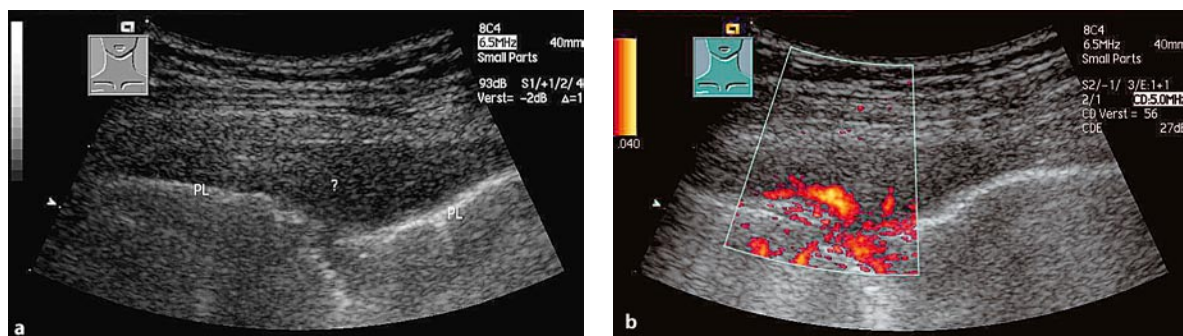 8C4
6.5MHz 40mm
Small Parts
93dB S1/+1/2/ 4
Verst= -2dB Δ=1
PL
?
PL
a
8C4
6.5MHz 40mm
Small Parts
S2/-1/ 3/E:1+1
2/1 CD:5.0MHz
CD Verst = 56
CDE 27dB
.040
b